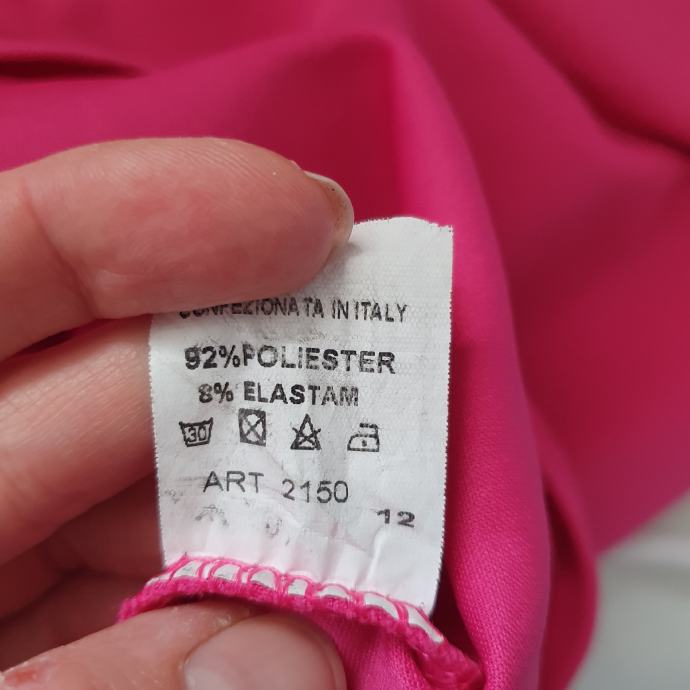 CONFEZIONATA IN ITALY
92%POLIESTER
8% ELASTAM
30
ART 2150
12